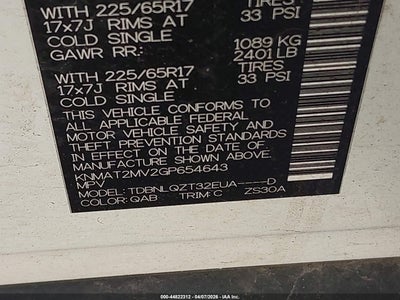 WITH 225/65R17 TIRES
17x7J RIMS AT 33 PSI
COLD SINGLE
GAWR RR: 1089 KG
2401 LB
WITH 225/65R17 TIRES
17x7J RIMS AT 33 PSI
COLD SINGLE
THIS VEHICLE CONFORMS TO
ALL APPLICABLE FEDERAL
MOTOR VEHICLE SAFETY AND
THEFT PREVENTION STANDARDS
IN EFFECT ON THE DATE OF
MANUFACTURE SHOWN ABOVE.
KNMAT2MV2GP654643
MPV
MODEL: TDBNLQZT32EUA----D
COLOR: QAB TRIM: C ZS30A
000-44822312 - 04/07/2026 - IAAI.COM